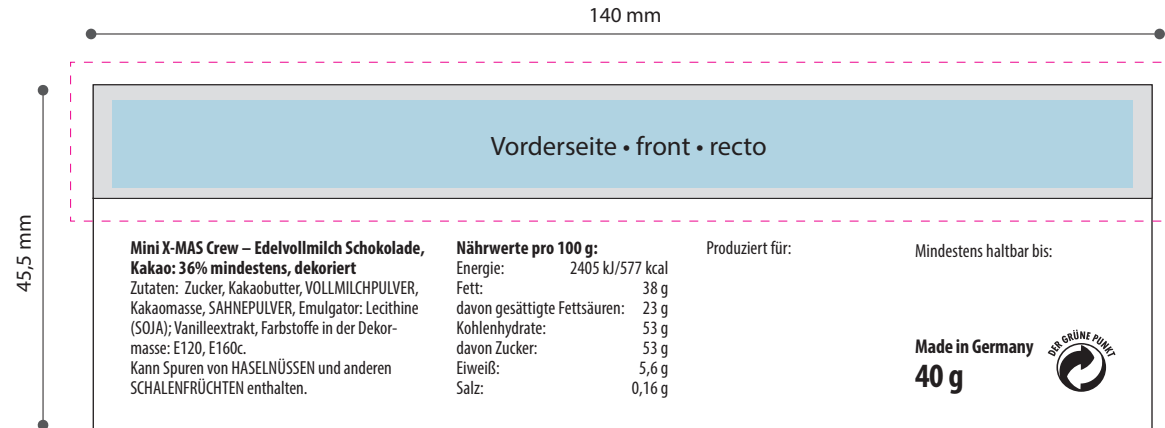 140 mm
45,5 mm
Vorderseite • front • recto
Mini X-MAS Crew – Edelvollmilch Schokolade,
Kakao: 36% mindestens, dekoriert
Zutaten: Zucker, Kakaobutter, VOLLMILCHPULVER,
Kakaomasse, SAHNEPULVER, Emulgator: Lecithine
(SOJA); Vanilleextrakt, Farbstoffe in der Dekor-
masse: E120, E160c.
Kann Spuren von HASELNÜSSEN und anderen
SCHALENFRÜCHTEN enthalten.
Nährwerte pro 100 g:
Energie: 2405 kJ/577 kcal
Fett: 38 g
davon gesättigte Fettsäuren: 23 g
Kohlenhydrate: 53 g
davon Zucker: 53 g
Eiweiß: 5,6 g
Salz: 0,16 g
Produziert für:
Mindestens haltbar bis:
Made in Germany
40 g
DER GRÜNE PUNKT